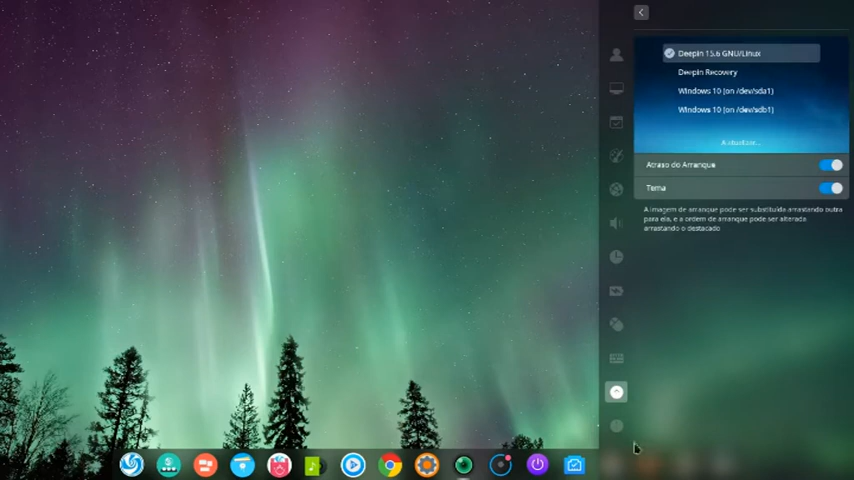 Deepin 15.6 GNU/Linux
Deepin Recovery
Windows 10 (on /dev/sda1)
Windows 10 (on /dev/sdb1)
A atualizar...
Atraso do Arranque
Tema
A imagem de arranque pode ser substituída arrastando outra
para ela, e a ordem de arranque pode ser alterada
arrastando o destacado